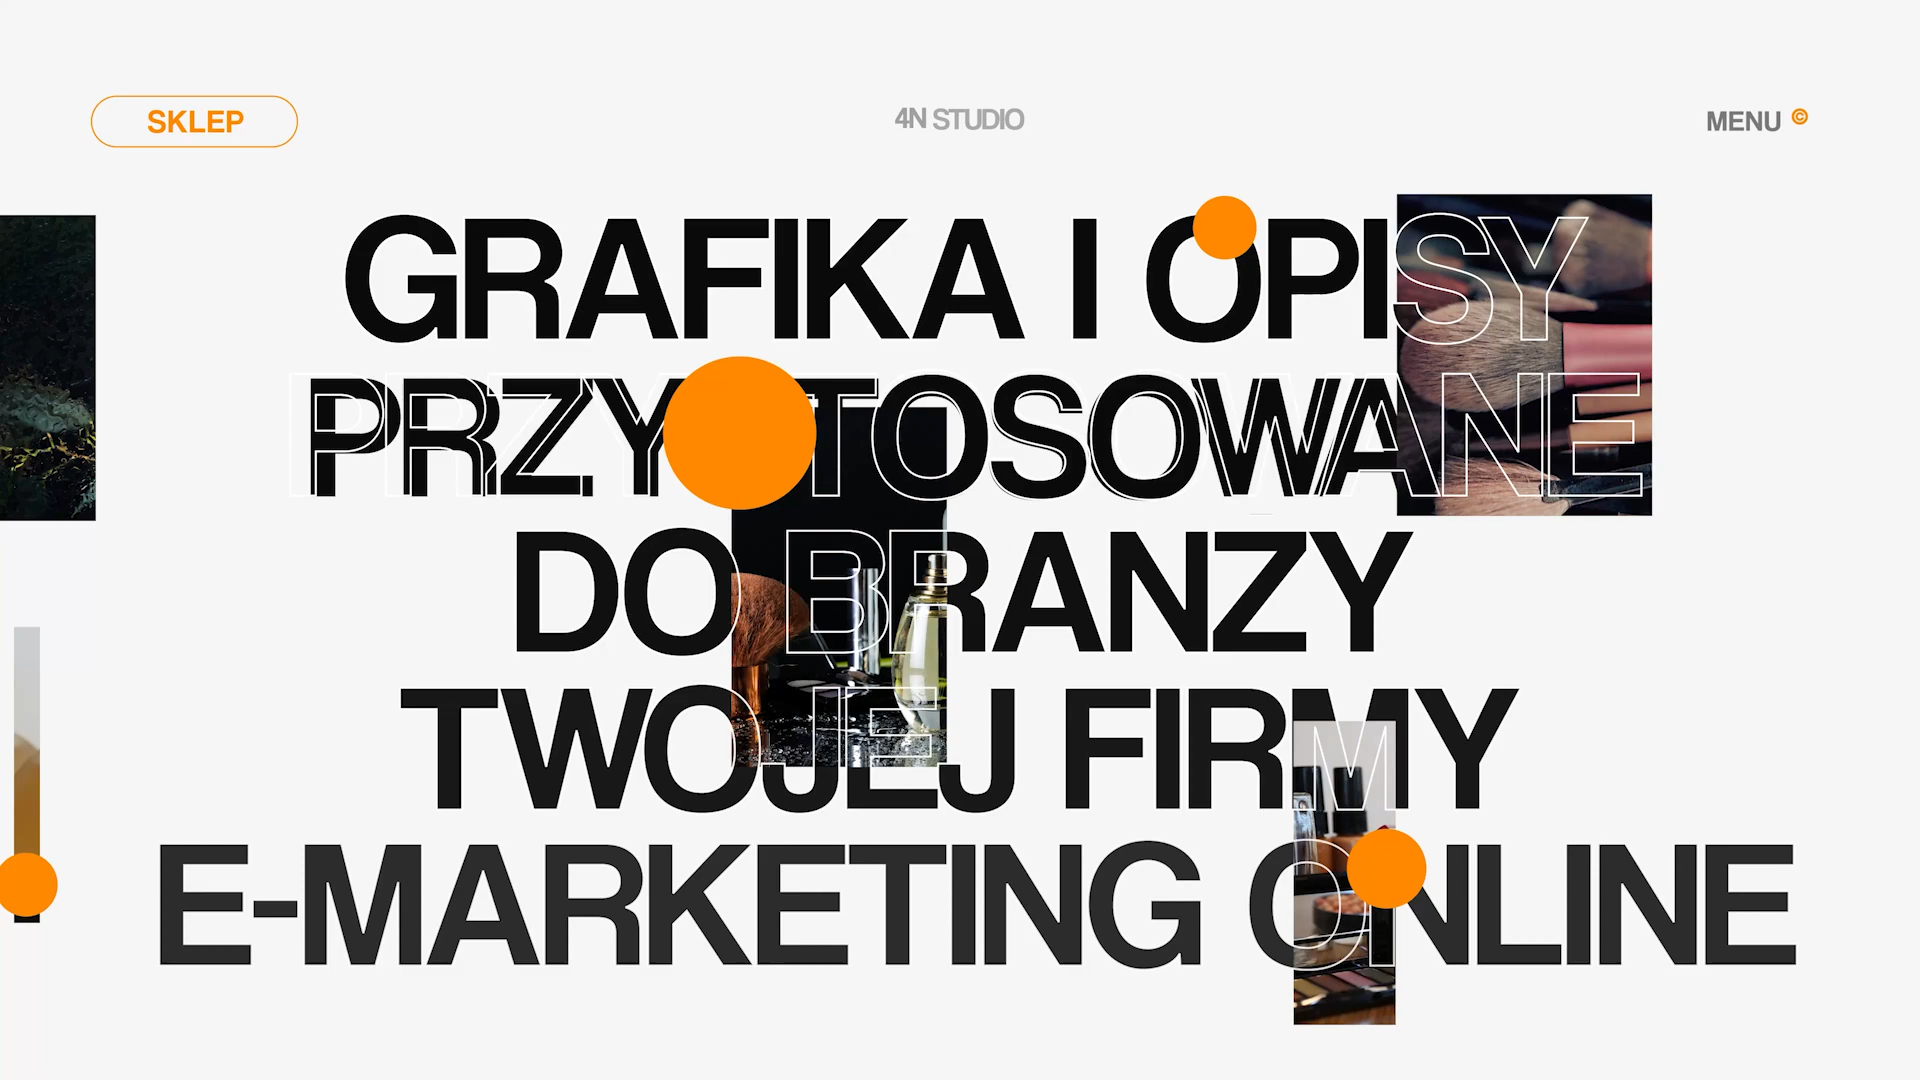 SKLEP
4N STUDIO
MENU ©
GRAFIKA I OPISY
PRZYSTOSOWANE
DO BRANZY
TWOJEJ FIRMY
E-MARKETING ONLINE